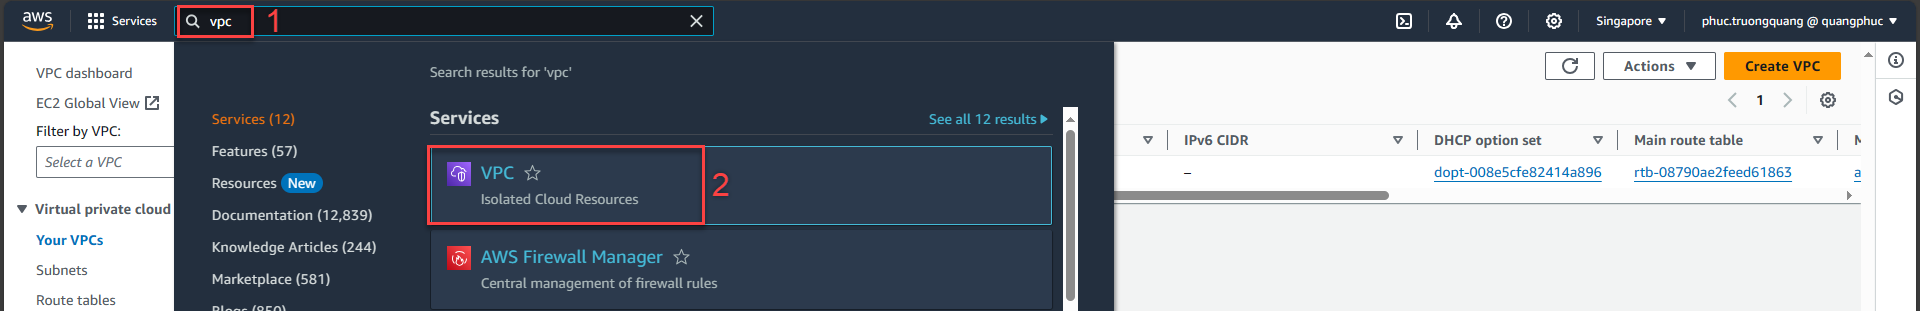 aws
Services
vpc
1
Singapore
phuc.truongquang @ quangphuc
VPC dashboard
EC2 Global View
Filter by VPC:
Select a VPC
Virtual private cloud
Your VPCs
Subnets
Route tables
Search results for 'vpc'
Services (12)
Features (57)
Resources New
Documentation (12,839)
Knowledge Articles (244)
Marketplace (581)
Blogs (850)
Services
See all 12 results
VPC
Isolated Cloud Resources
2
AWS Firewall Manager
Central management of firewall rules
Actions
Create VPC
1
IPv6 CIDR
DHCP option set
Main route table
M
–
dopt-008e5cfe82414a896
rtb-08790ae2feed61863
a